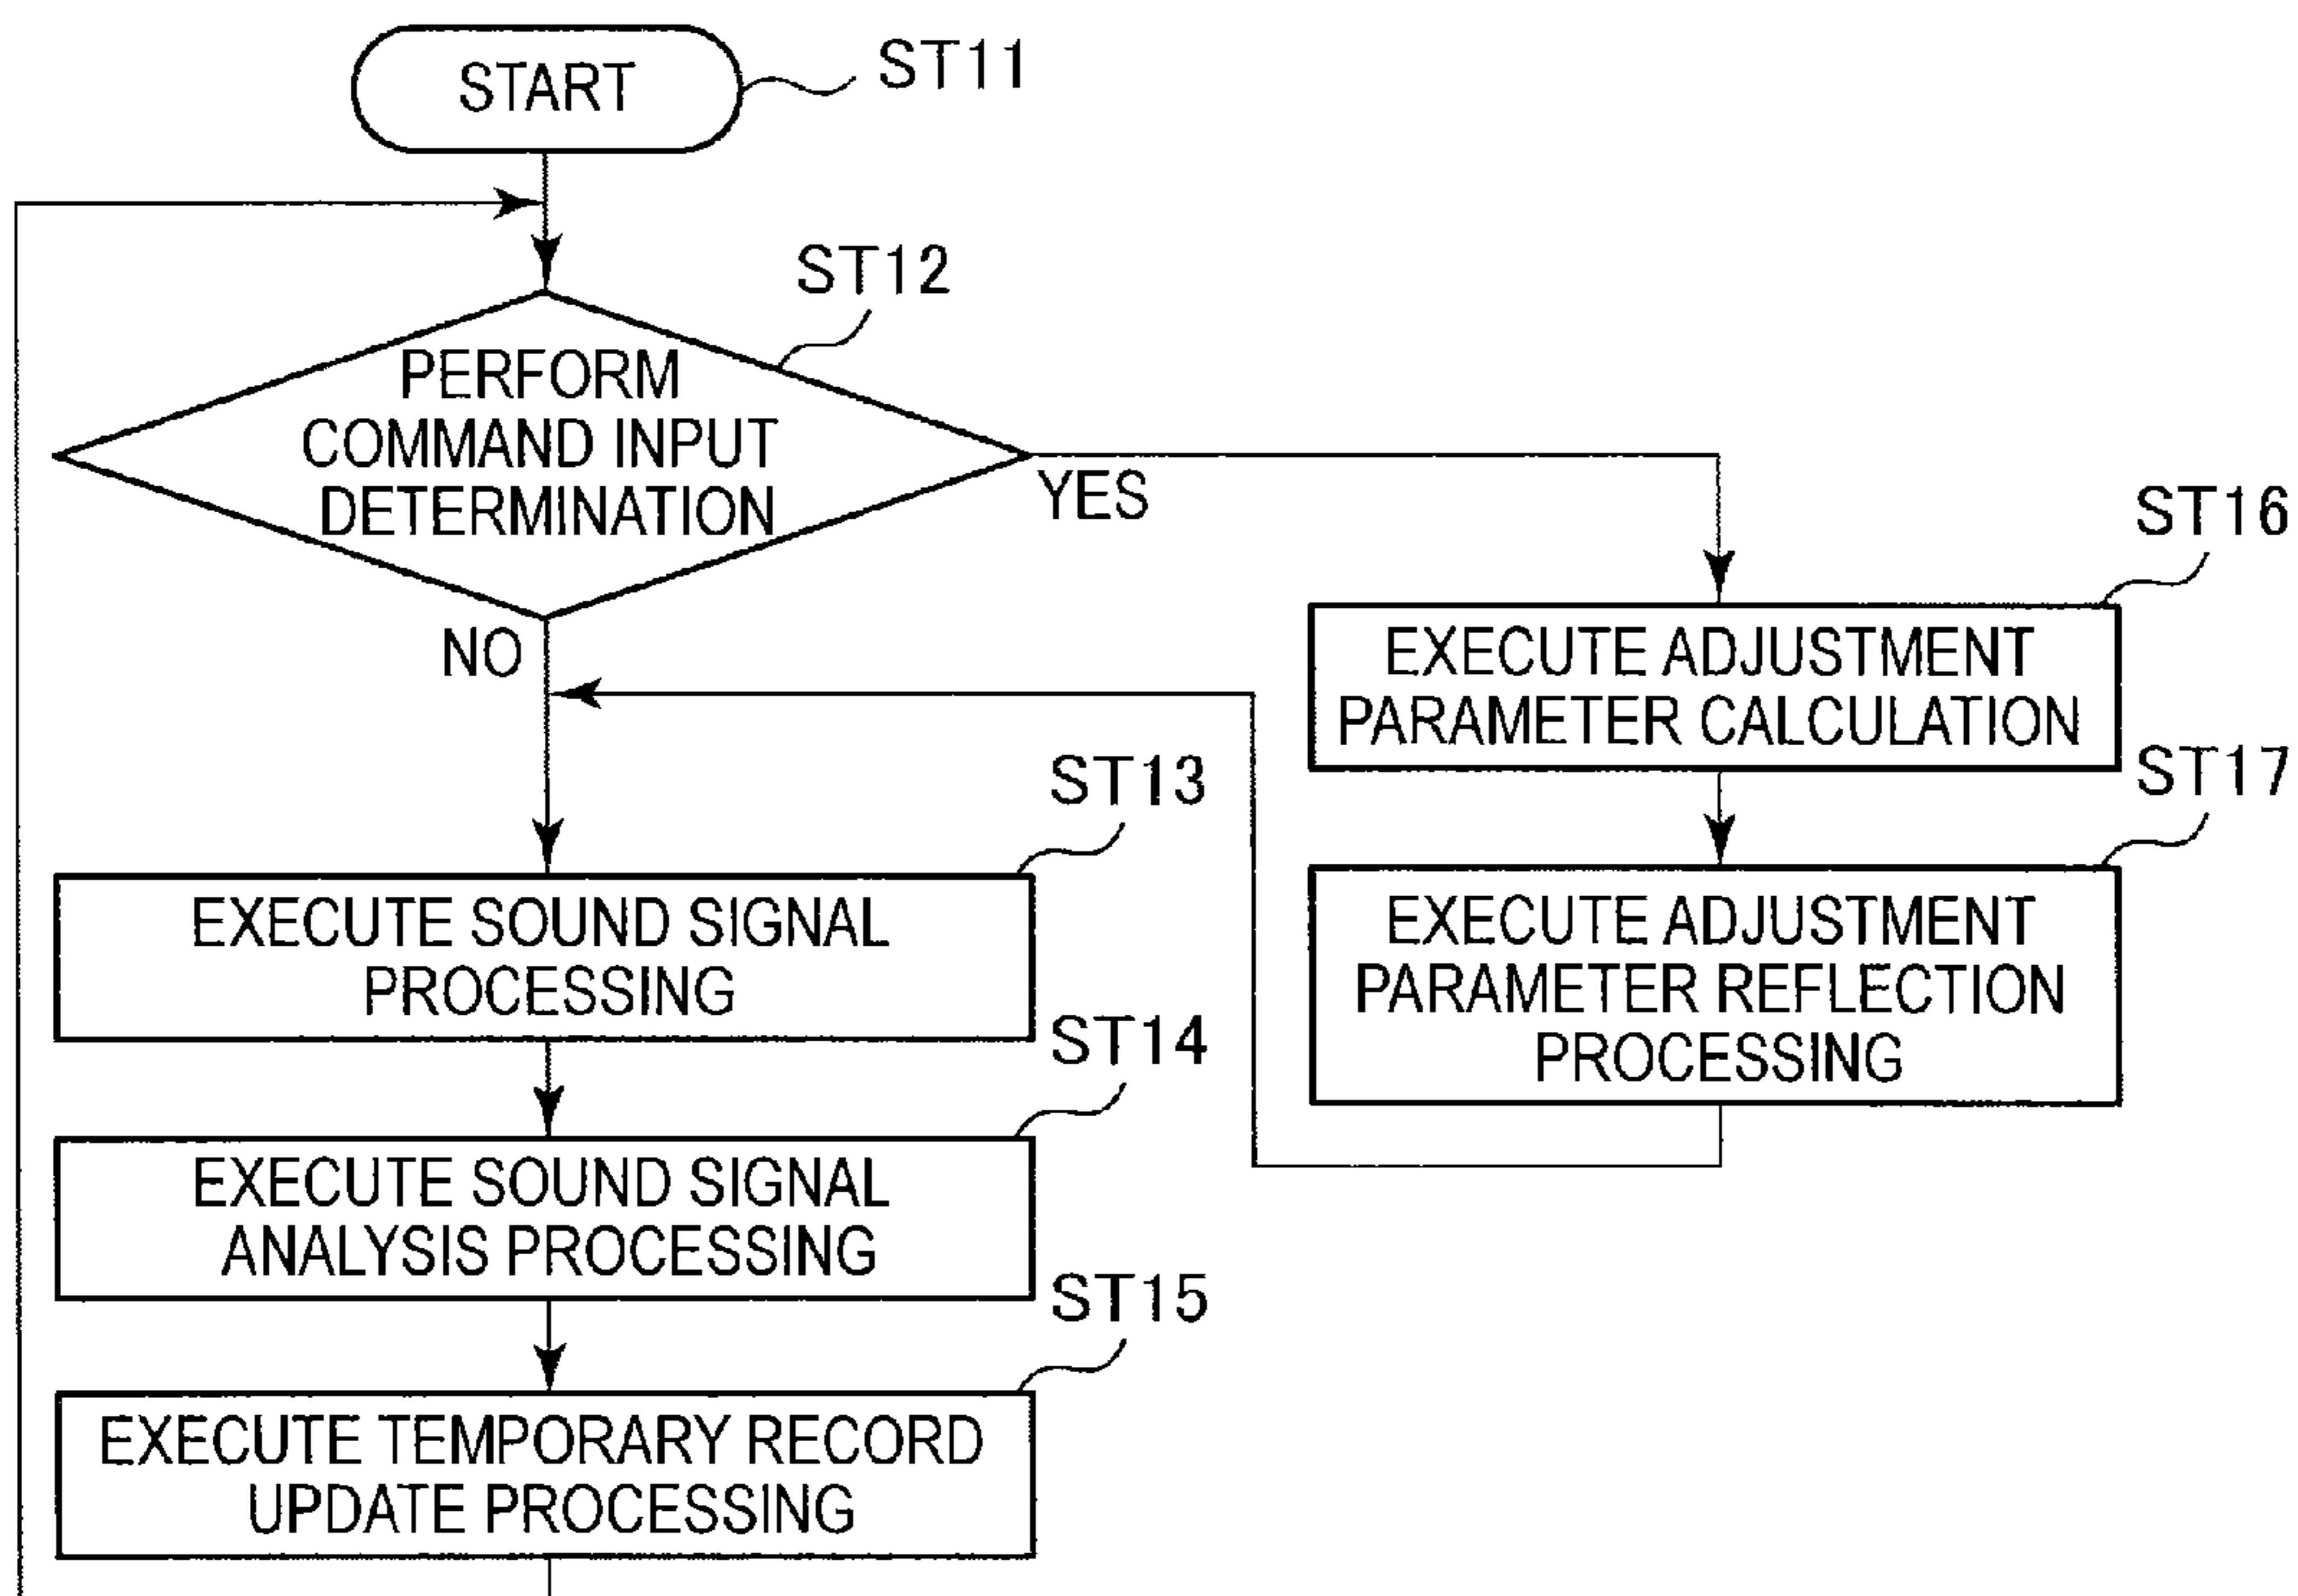 START
ST11
ST12
PERFORM
COMMAND INPUT
DETERMINATION
YES
NO
ST16
EXECUTE ADJUSTMENT
PARAMETER CALCULATION
ST17
EXECUTE ADJUSTMENT
PARAMETER REFLECTION
PROCESSING
ST13
EXECUTE SOUND SIGNAL
PROCESSING
ST14
EXECUTE SOUND SIGNAL
ANALYSIS PROCESSING
ST15
EXECUTE TEMPORARY RECORD
UPDATE PROCESSING